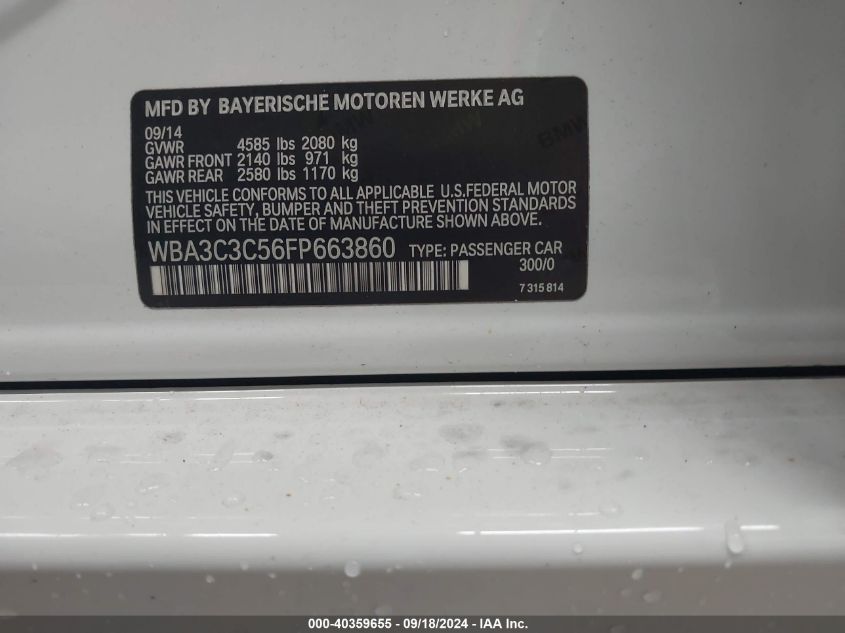 MFD BY BAYERISCHE MOTOREN WERKE AG
09/14
GVWR 4585 lbs 2080 kg
GAWR FRONT 2140 lbs 971 kg
GAWR REAR 2580 lbs 1170 kg
THIS VEHICLE CONFORMS TO ALL APPLICABLE U.S.FEDERAL MOTOR
VEHICLE SAFETY, BUMPER AND THEFT PREVENTION STANDARDS
IN EFFECT ON THE DATE OF MANUFACTURE SHOWN ABOVE.
WBA3C3C56FP663860 TYPE: PASSENGER CAR
300/0
7 315 814
BMW
000-40359655 - 09/18/2024 - IAA Inc.